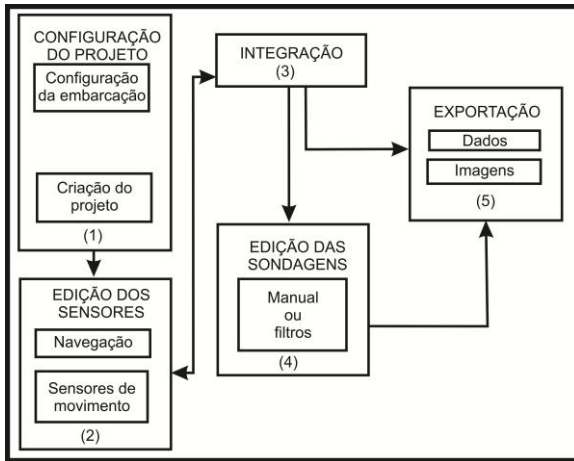 CONFIGURAÇÃO
DO PROJETO
Configuração
da embarcação
Criação do
projeto
(1)
EDIÇÃO DOS
SENSORES
Navegação
Sensores de
movimento
(2)
INTEGRAÇÃO
(3)
EDIÇÃO DAS
SONDAGENS
Manual
ou
filtros
(4)
EXPORTAÇÃO
Dados
Imagens
(5)